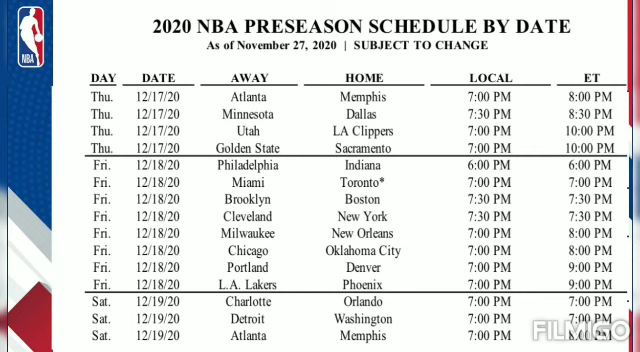 2020 NBA PRESEASON SCHEDULE BY DATE
As of November 27, 2020 | SUBJECT TO CHANGE
DAY DATE AWAY HOME LOCAL ET
Thu. 12/17/20 Atlanta Memphis 7:00 PM 8:00 PM
Thu. 12/17/20 Minnesota Dallas 7:30 PM 8:30 PM
Thu. 12/17/20 Utah LA Clippers 7:00 PM 10:00 PM
Thu. 12/17/20 Golden State Sacramento 7:00 PM 10:00 PM
Fri. 12/18/20 Philadelphia Indiana 6:00 PM 6:00 PM
Fri. 12/18/20 Miami Toronto* 7:00 PM 7:00 PM
Fri. 12/18/20 Brooklyn Boston 7:30 PM 7:30 PM
Fri. 12/18/20 Cleveland New York 7:30 PM 7:30 PM
Fri. 12/18/20 Milwaukee New Orleans 7:00 PM 8:00 PM
Fri. 12/18/20 Chicago Oklahoma City 7:00 PM 8:00 PM
Fri. 12/18/20 Portland Denver 7:00 PM 9:00 PM
Fri. 12/18/20 L.A. Lakers Phoenix 7:00 PM 9:00 PM
Sat. 12/19/20 Charlotte Orlando 7:00 PM 7:00 PM
Sat. 12/19/20 Detroit Washington 7:00 PM 7:00 PM
Sat. 12/19/20 Atlanta Memphis 7:00 PM 8:00 PM
NBA
FILMIGO